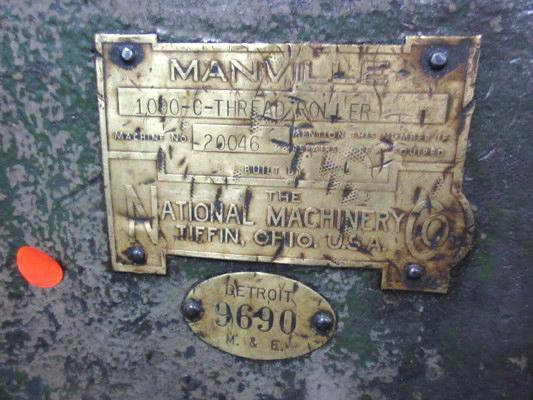 MANVILLE
1000-C-THREAD ROLLER
MACHINE NO. 20046 MENTION THIS NUMBER IF
REPAIRS ARE REQUIRED
BUILT BY
THE
NATIONAL MACHINERY Co
TIFFIN, OHIO. U.S.A.
DETROIT
9690
M. & E.